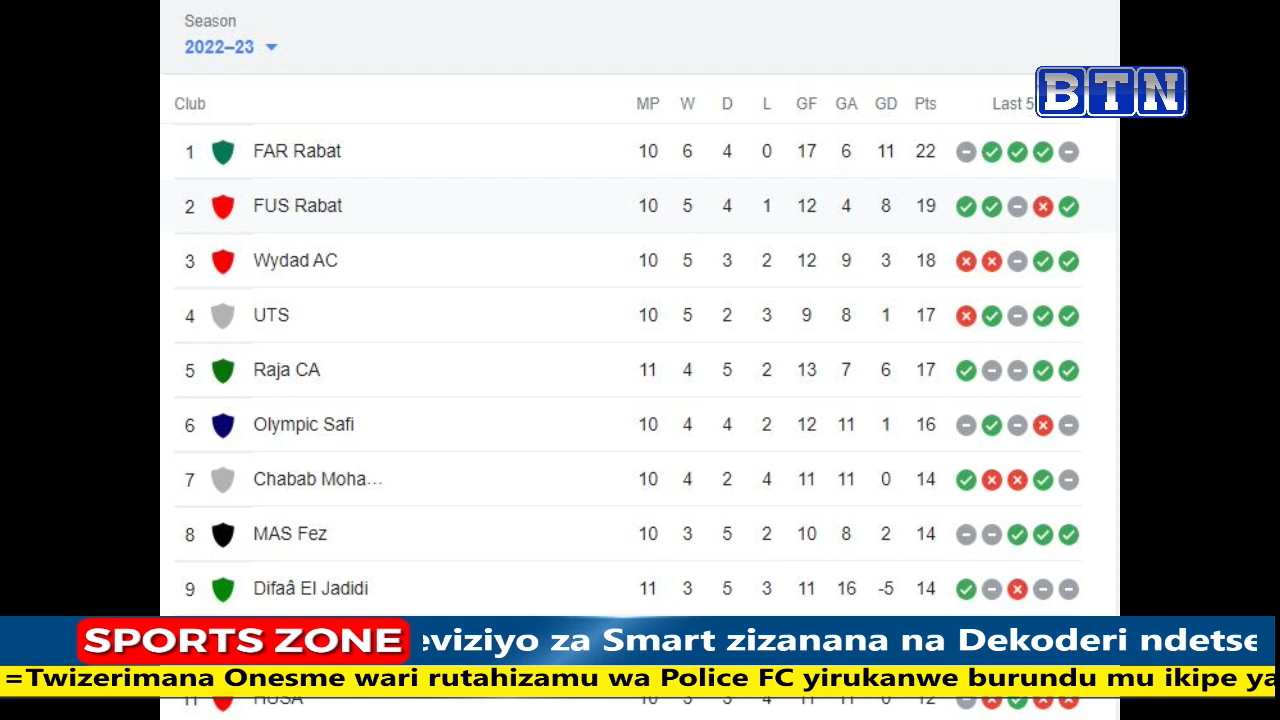 Season
2022–23
BTN
Club MP W D L GF GA GD Pts Last 5
1 FAR Rabat 10 6 4 0 17 6 11 22
2 FUS Rabat 10 5 4 1 12 4 8 19
3 Wydad AC 10 5 3 2 12 9 3 18
4 UTS 10 5 2 3 9 8 1 17
5 Raja CA 11 4 5 2 13 7 6 17
6 Olympic Safi 10 4 4 2 12 11 1 16
7 Chabab Moha... 10 4 2 4 11 11 0 14
8 MAS Fez 10 3 5 2 10 8 2 14
9 Difaâ El Jadidi 11 3 5 3 11 16 -5 14
SPORTS ZONE eviziyo za Smart zizanana na Dekoderi ndetse
=Twizerimana Onesme wari rutahizamu wa Police FC yirukanwe burundu mu ikipe ya
11 HUSA 10 3 3 4 11 11 0 12